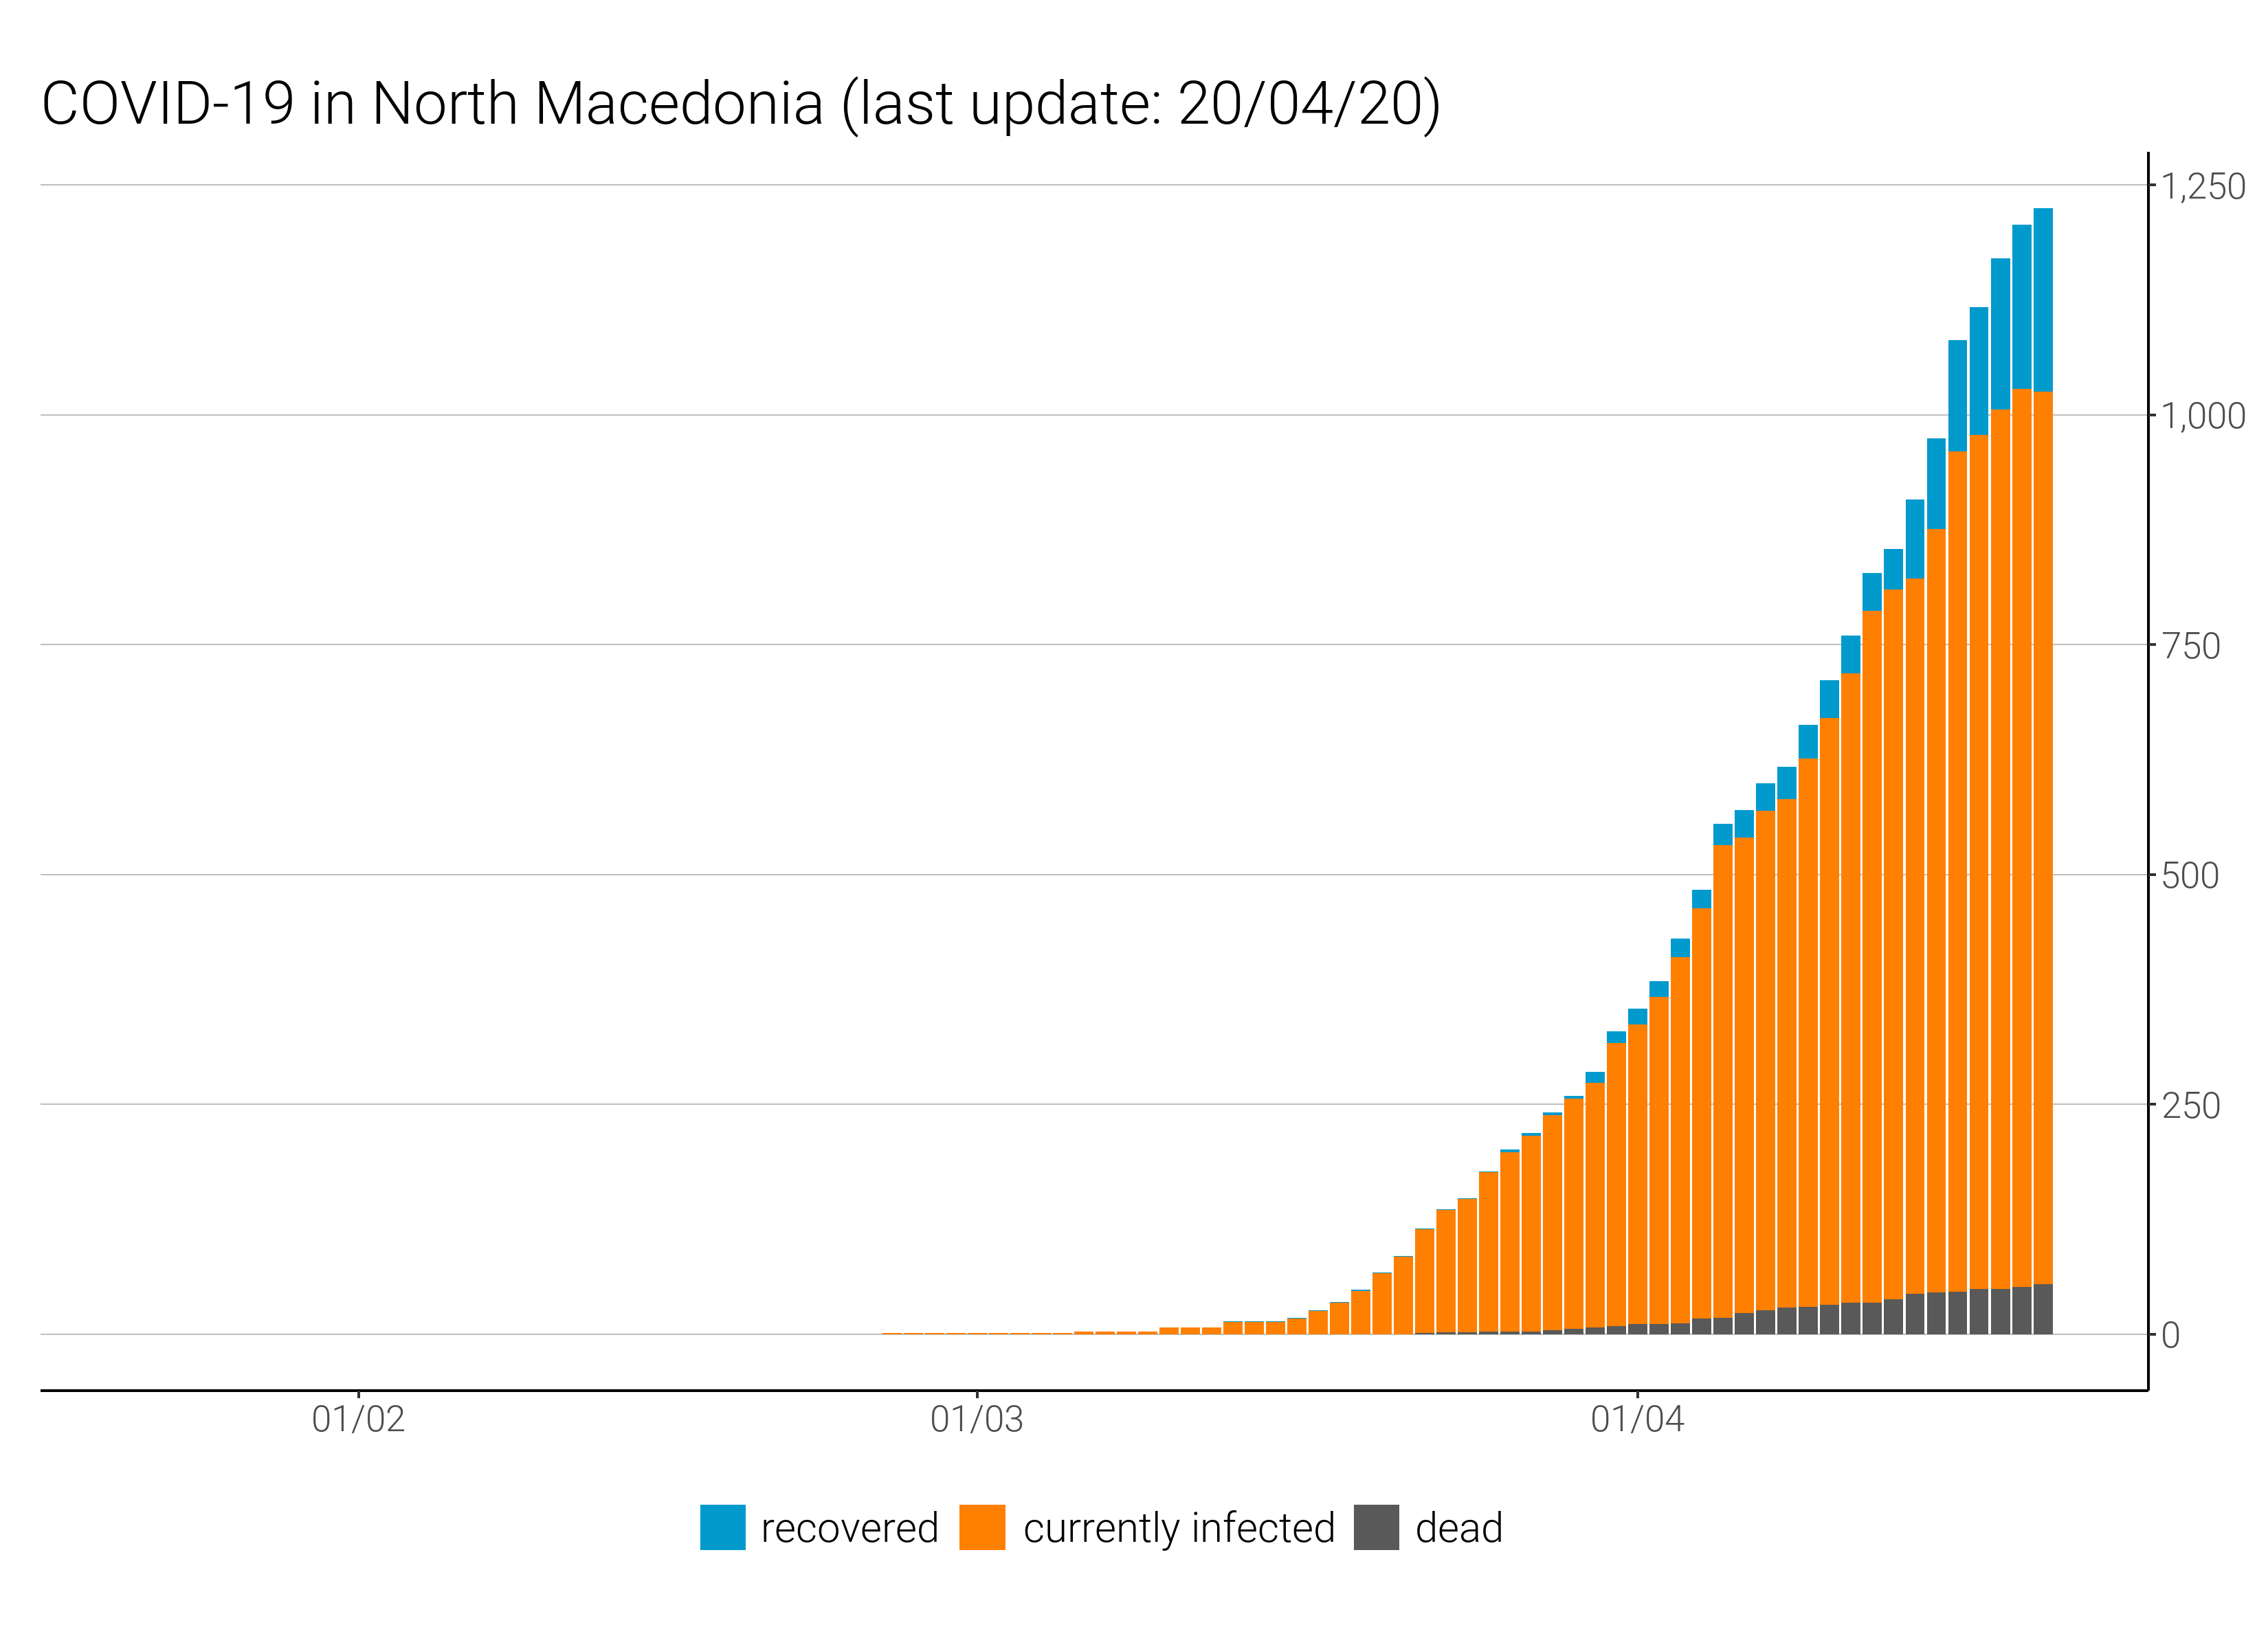 COVID-19 in North Macedonia (last update: 20/04/20)
1,250
1,000
750
500
250
0
01/02 01/03 01/04
recovered currently infected dead